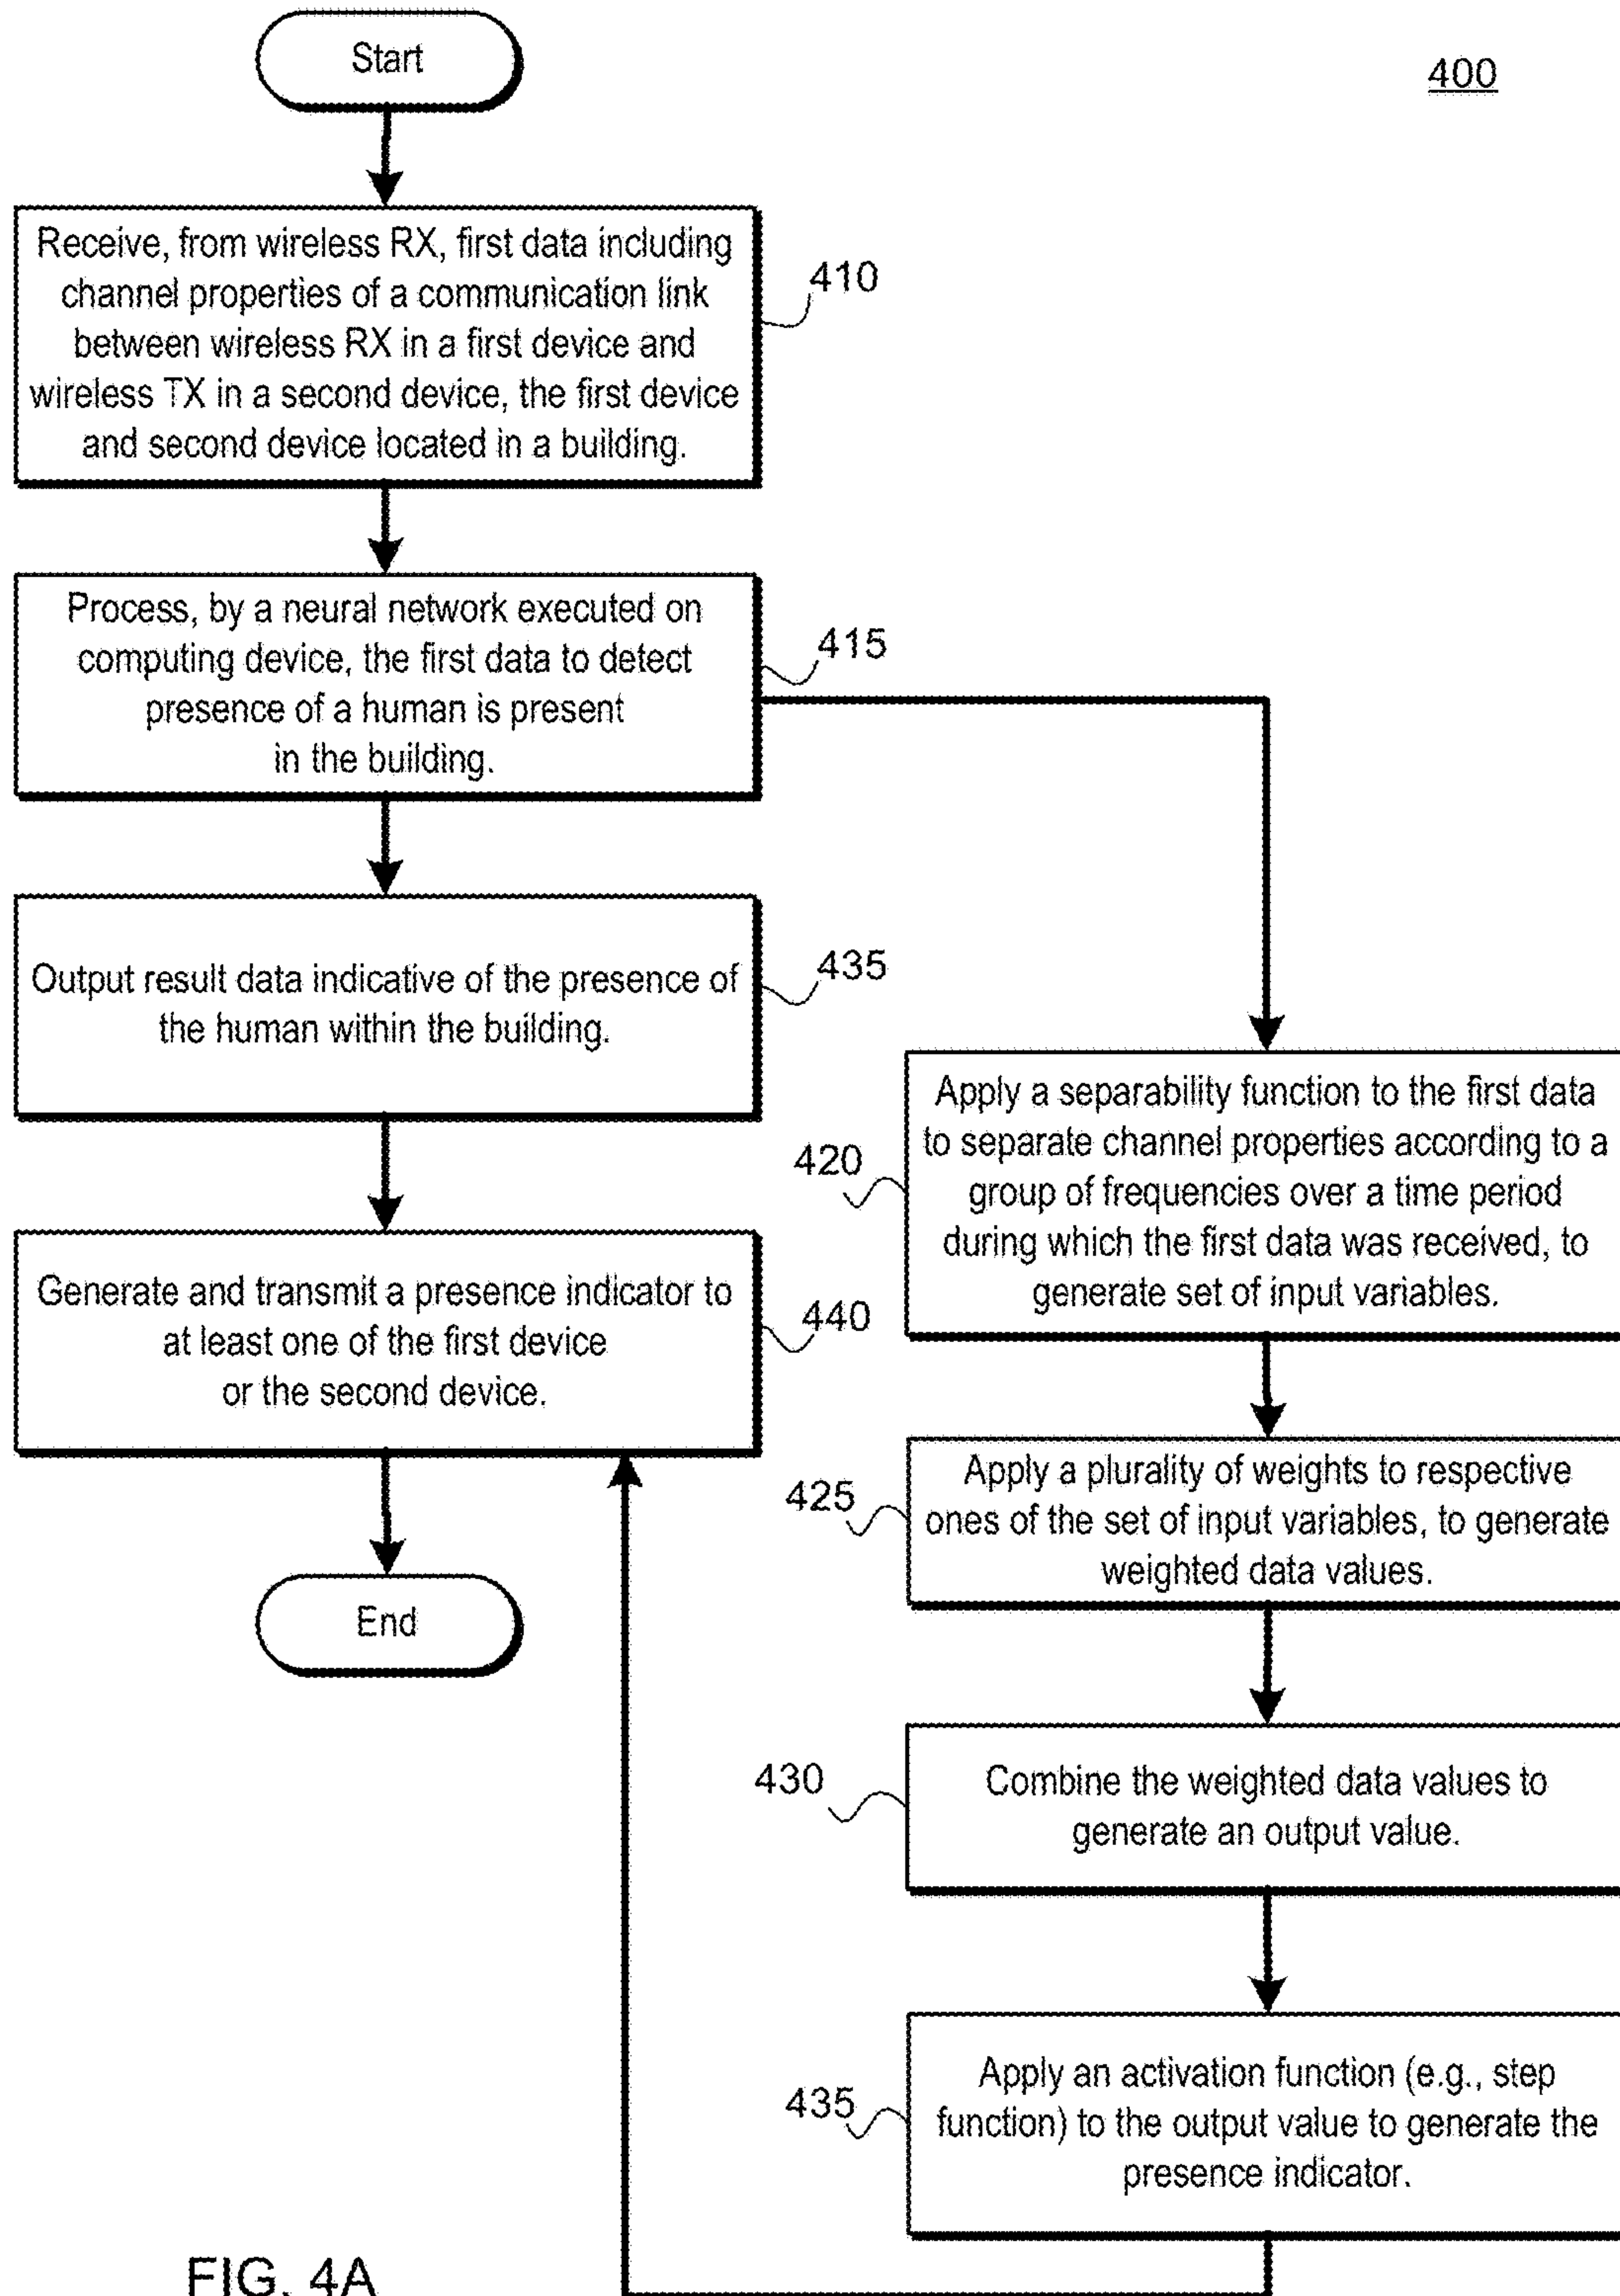 Start
400
Receive, from wireless RX, first data including
channel properties of a communication link
between wireless RX in a first device and
wireless TX in a second device, the first device
and second device located in a building.
410
Process, by a neural network executed on
computing device, the first data to detect
presence of a human is present
in the building.
415
Output result data indicative of the presence of
the human within the building.
435
Generate and transmit a presence indicator to
at least one of the first device
or the second device.
440
End
Apply a separability function to the first data
to separate channel properties according to a
group of frequencies over a time period
during which the first data was received, to
generate set of input variables.
420
Apply a plurality of weights to respective
ones of the set of input variables, to generate
weighted data values.
425
Combine the weighted data values to
generate an output value.
430
Apply an activation function (e.g., step
function) to the output value to generate the
presence indicator.
435
FIG. 4A